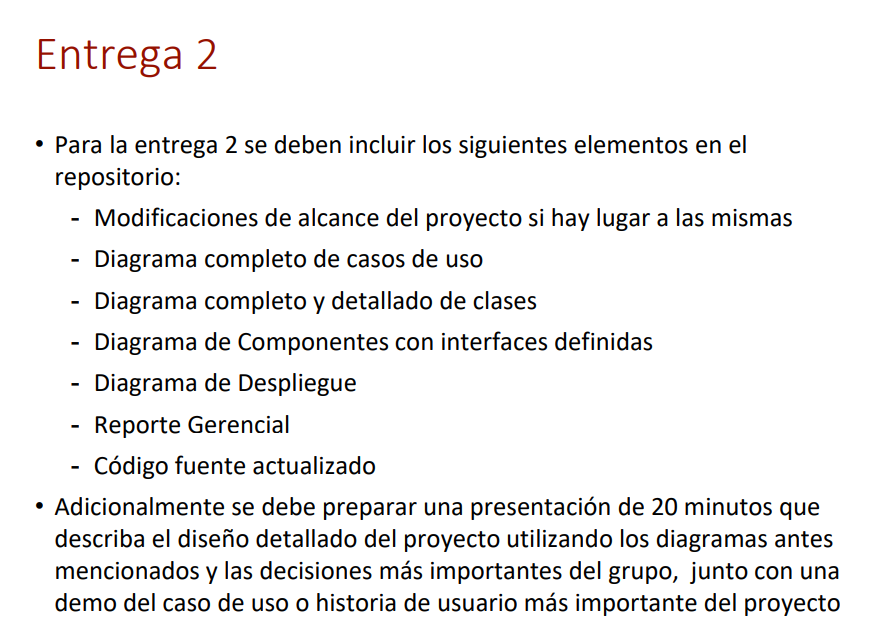 Entrega 2
• Para la entrega 2 se deben incluir los siguientes elementos en el
repositorio:
- Modificaciones de alcance del proyecto si hay lugar a las mismas
- Diagrama completo de casos de uso
- Diagrama completo y detallado de clases
- Diagrama de Componentes con interfaces definidas
- Diagrama de Despliegue
- Reporte Gerencial
- Código fuente actualizado
• Adicionalmente se debe preparar una presentación de 20 minutos que
describa el diseño detallado del proyecto utilizando los diagramas antes
mencionados y las decisiones más importantes del grupo, junto con una
demo del caso de uso o historia de usuario más importante del proyecto